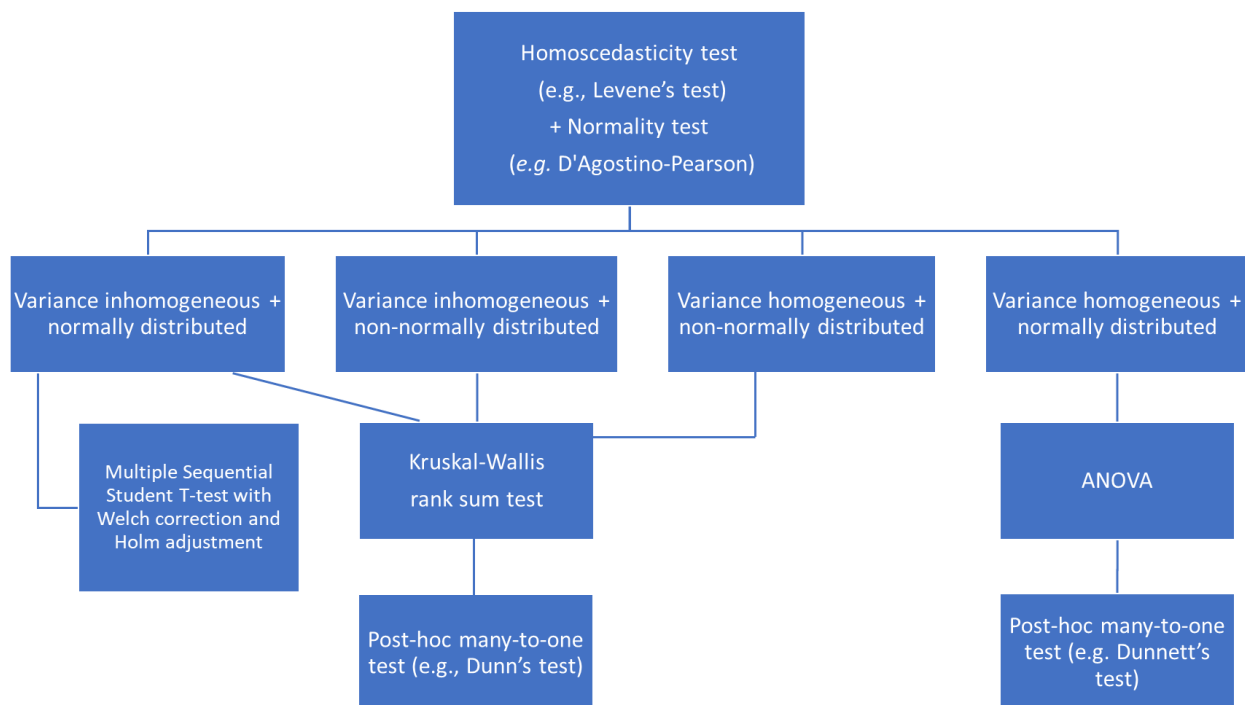 Homoscedasticity test
(e.g., Levene’s test)
+ Normality test
(e.g. D'Agostino-Pearson)
Variance inhomogeneous +
normally distributed
Variance inhomogeneous +
non-normally distributed
Variance homogeneous +
non-normally distributed
Variance homogeneous +
normally distributed
Multiple Sequential
Student T-test with
Welch correction and
Holm adjustment
Kruskal-Wallis
rank sum test
ANOVA
Post-hoc many-to-one
test (e.g., Dunn’s test)
Post-hoc many-to-one
test (e.g. Dunnett’s
test)